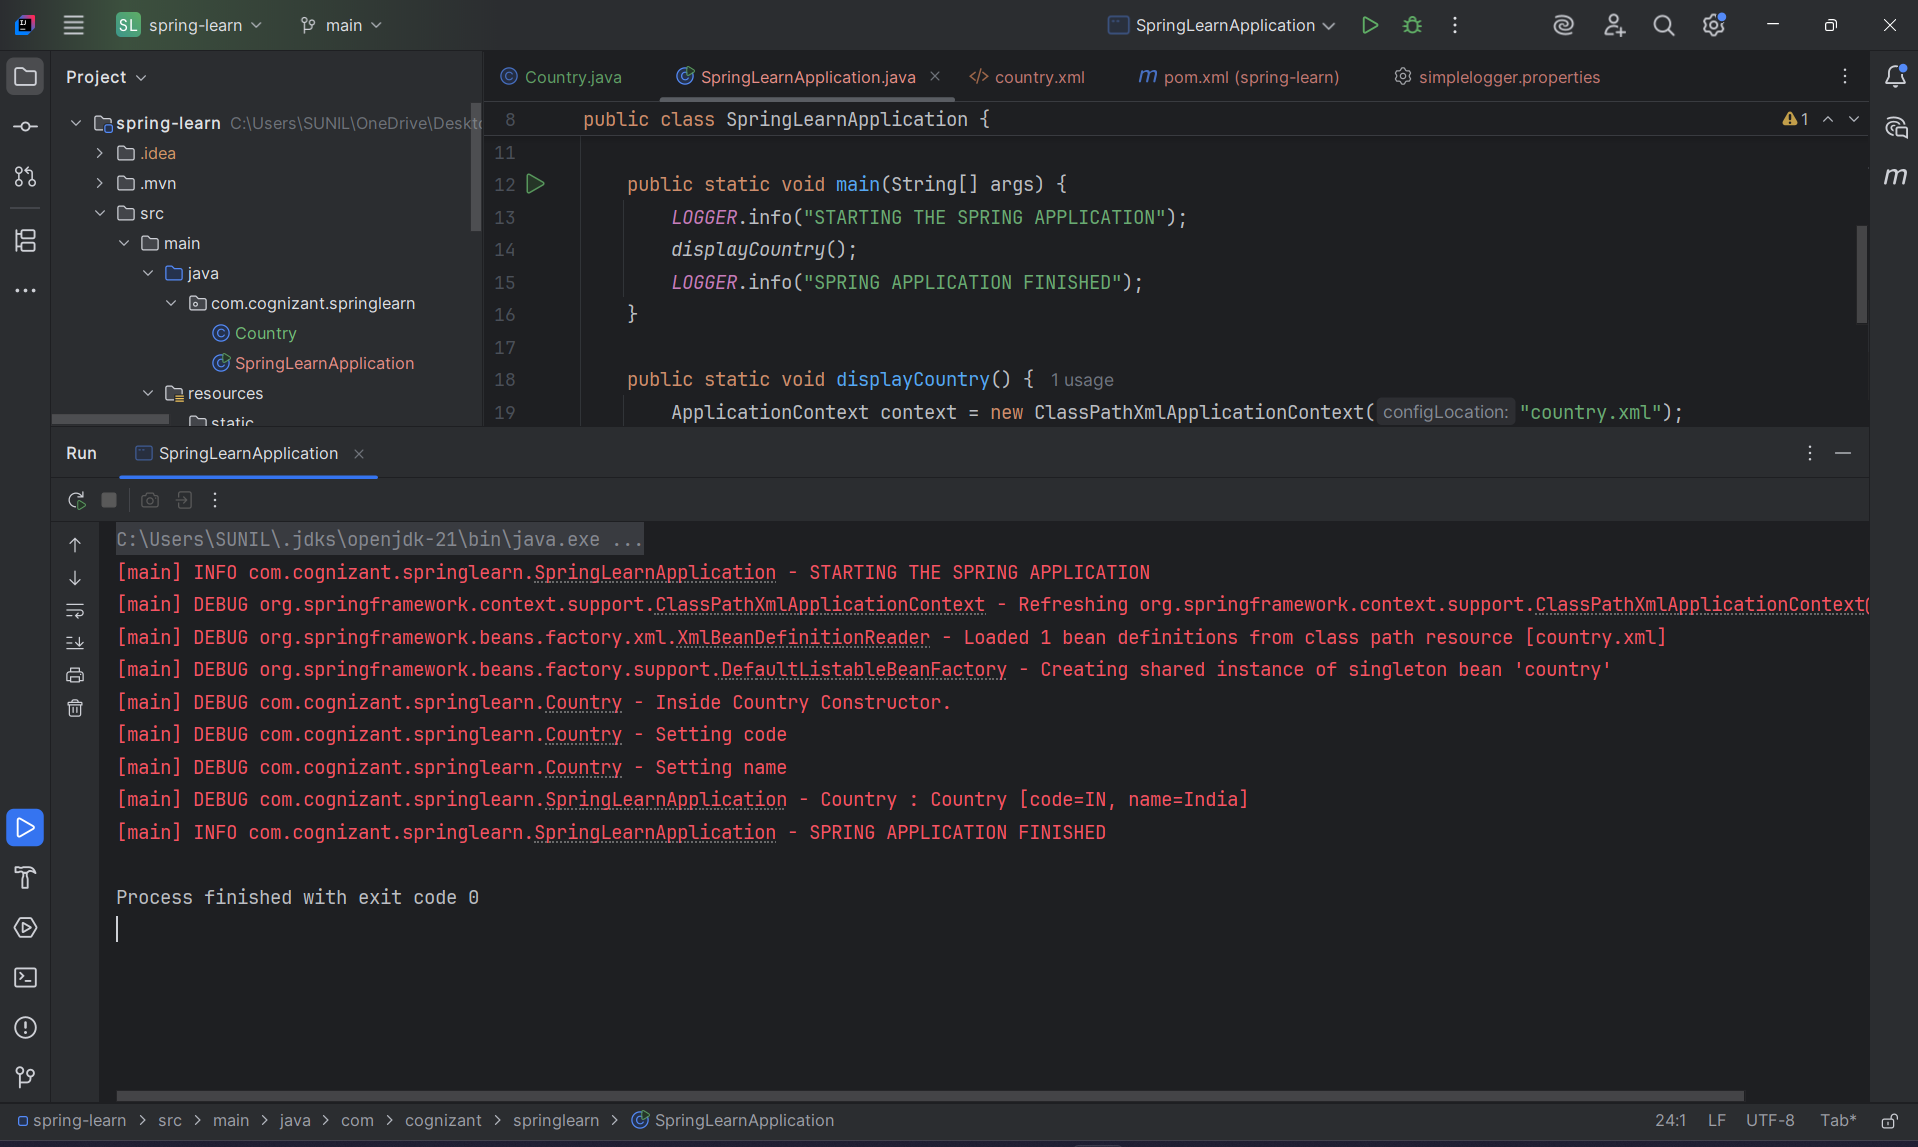 SL spring-learn main SpringLearnApplication
Project
Country.java SpringLearnApplication.java country.xml m pom.xml (spring-learn) simplelogger.properties
spring-learn C:\Users\SUNIL\OneDrive\Deskto
.idea
.mvn
src
main
java
com.cognizant.springlearn
Country
SpringLearnApplication
resources
static
8 public class SpringLearnApplication { 1
11
12 public static void main(String[] args) {
13 LOGGER.info("STARTING THE SPRING APPLICATION");
14 displayCountry();
15 LOGGER.info("SPRING APPLICATION FINISHED");
16 }
17
18 public static void displayCountry() { 1 usage
19 ApplicationContext context = new ClassPathXmlApplicationContext( configLocation: "country.xml");
m
Run SpringLearnApplication
C:\Users\SUNIL\.jdks\openjdk-21\bin\java.exe ...
[main] INFO com.cognizant.springlearn.SpringLearnApplication - STARTING THE SPRING APPLICATION
[main] DEBUG org.springframework.context.support.ClassPathXmlApplicationContext - Refreshing org.springframework.context.support.ClassPathXmlApplicationContext@
[main] DEBUG org.springframework.beans.factory.xml.XmlBeanDefinitionReader - Loaded 1 bean definitions from class path resource [country.xml]
[main] DEBUG org.springframework.beans.factory.support.DefaultListableBeanFactory - Creating shared instance of singleton bean 'country'
[main] DEBUG com.cognizant.springlearn.Country - Inside Country Constructor.
[main] DEBUG com.cognizant.springlearn.Country - Setting code
[main] DEBUG com.cognizant.springlearn.Country - Setting name
[main] DEBUG com.cognizant.springlearn.SpringLearnApplication - Country : Country [code=IN, name=India]
[main] INFO com.cognizant.springlearn.SpringLearnApplication - SPRING APPLICATION FINISHED
Process finished with exit code 0
spring-learn > src > main > java > com > cognizant > springlearn > SpringLearnApplication 24:1 LF UTF-8 Tab*